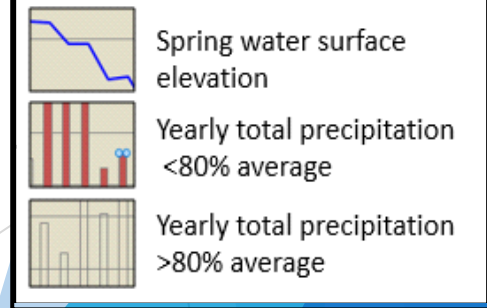 Spring water surface
elevation
Yearly total precipitation
<80% average
Yearly total precipitation
>80% average